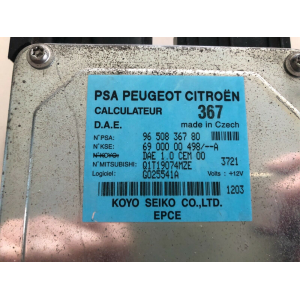 PSA PEUGEOT CITROËN
CALCULATEUR 367
D.A.E. made in Czech
N°PSA: 96 508 367 80
N°KSE: 69 000 00 498/--A
N°KOYO: DAE 1.0 CEM 00
N°MITSUBISHI: Q1T19074MZE 3721
Logiciel: G025541A Volts : +12V
1203
KOYO SEIKO CO.,LTD.
EPCE